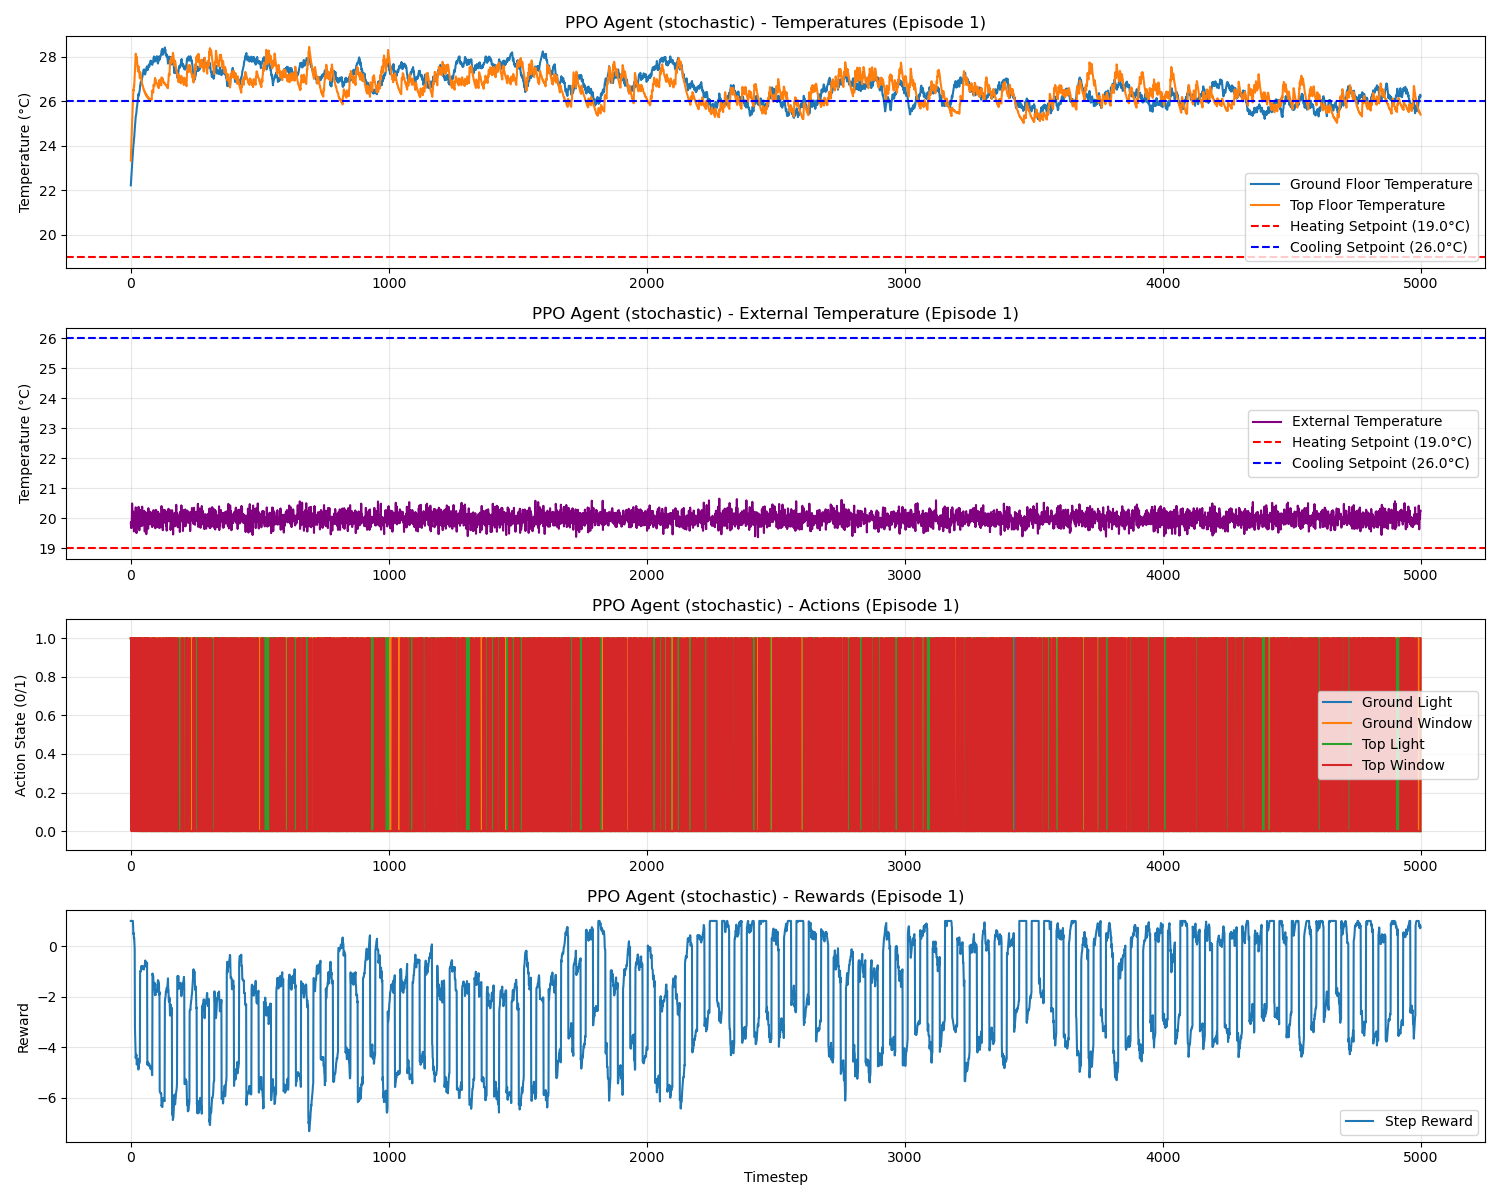 PPO Agent (stochastic) - Temperatures (Episode 1)
Temperature (°C)
28
26
24
22
20
Ground Floor Temperature
Top Floor Temperature
Heating Setpoint (19.0°C)
Cooling Setpoint (26.0°C)
0 1000 2000 3000 4000 5000
PPO Agent (stochastic) - External Temperature (Episode 1)
Temperature (°C)
26
25
24
23
22
21
20
19
External Temperature
Heating Setpoint (19.0°C)
Cooling Setpoint (26.0°C)
0 1000 2000 3000 4000 5000
PPO Agent (stochastic) - Actions (Episode 1)
Action State (0/1)
1.0
0.8
0.6
0.4
0.2
0.0
Ground Light
Ground Window
Top Light
Top Window
0 1000 2000 3000 4000 5000
PPO Agent (stochastic) - Rewards (Episode 1)
Reward
0
−2
−4
−6
Step Reward
0 1000 2000 3000 4000 5000
Timestep